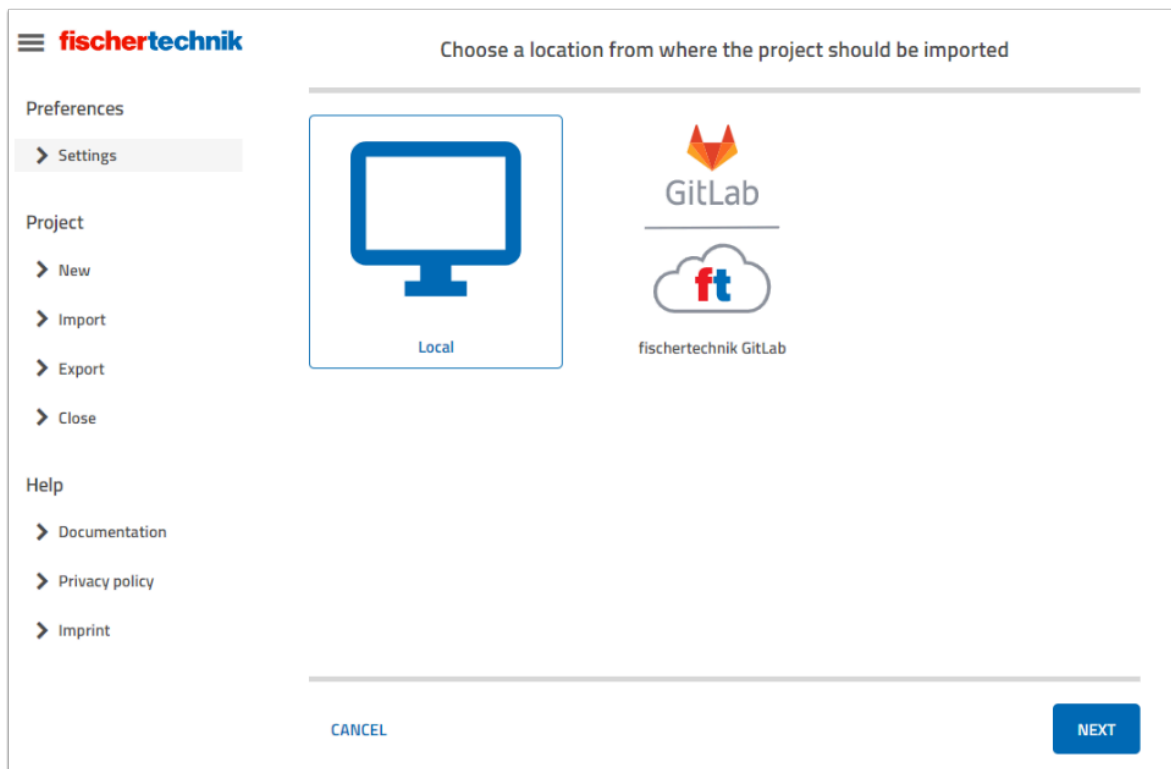 fischertechnik
Choose a location from where the project should be imported
Preferences
Settings
Project
New
Import
Export
Close
Help
Documentation
Privacy policy
Imprint
Local
GitLab
ft
fischertechnik GitLab
CANCEL
NEXT